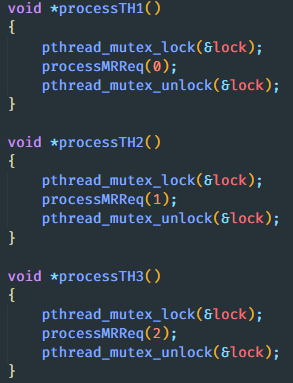 void *processTH1()
{
    pthread_mutex_lock(&lock);
    processMRReq(0);
    pthread_mutex_unlock(&lock);
}

void *processTH2()
{
    pthread_mutex_lock(&lock);
    processMRReq(1);
    pthread_mutex_unlock(&lock);
}

void *processTH3()
{
    pthread_mutex_lock(&lock);
    processMRReq(2);
    pthread_mutex_unlock(&lock);
}